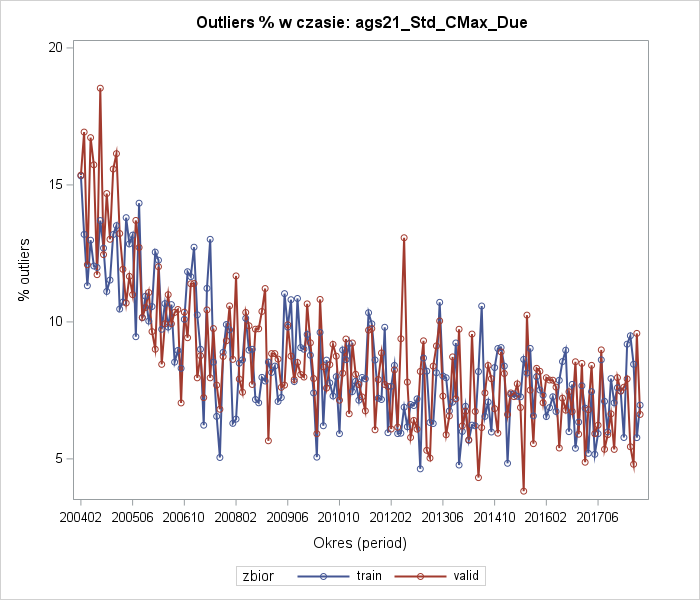 Outliers % w czasie: ags21_Std_CMax_Due
20
15
10
5
% outliers
200402 200506 200610 200802 200906 201010 201202 201306 201410 201602 201706
Okres (period)
zbior train valid